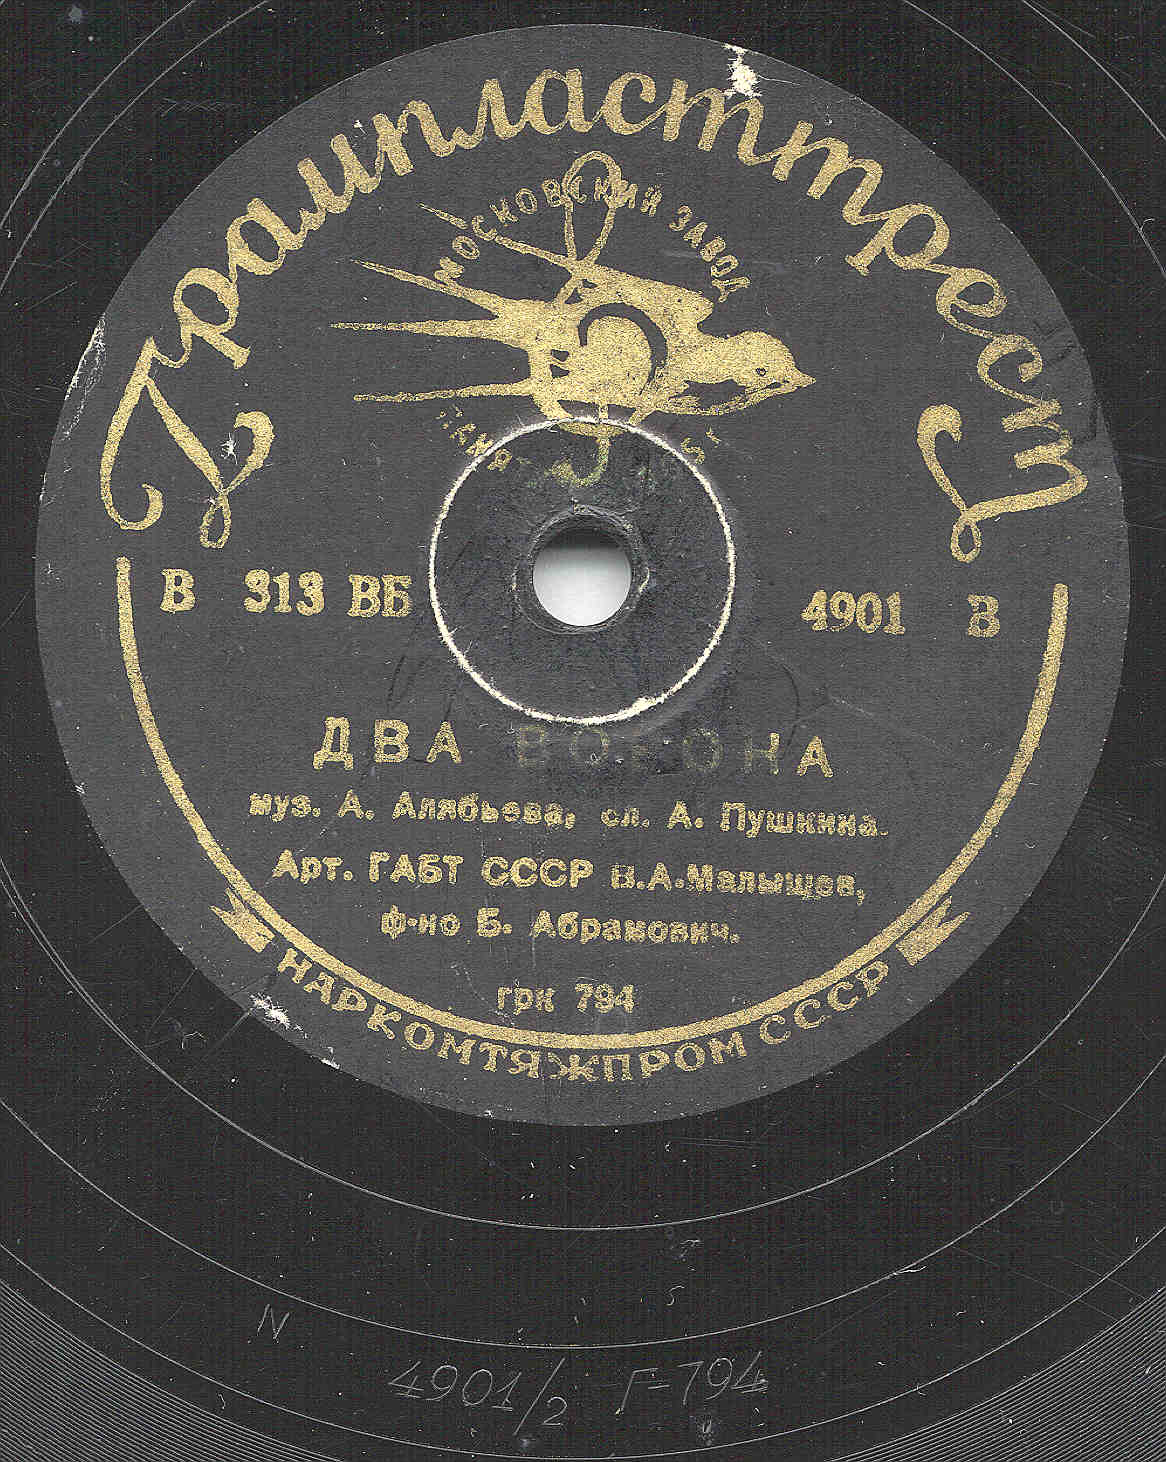 Грампласттрест
МОСКОВСКИЙ ЗАВОД
В 313 ВБ 4901 В
ДВА ВОРОНА
муз. А. Алябьева, сл. А. Пушкина.
Арт. ГАБТ СССР В.А.Малышев,
ф-но Б. Абрамович.
грк 794
НАРКОМТЯЖПРОМ СССР
N
4901/2 Г-794